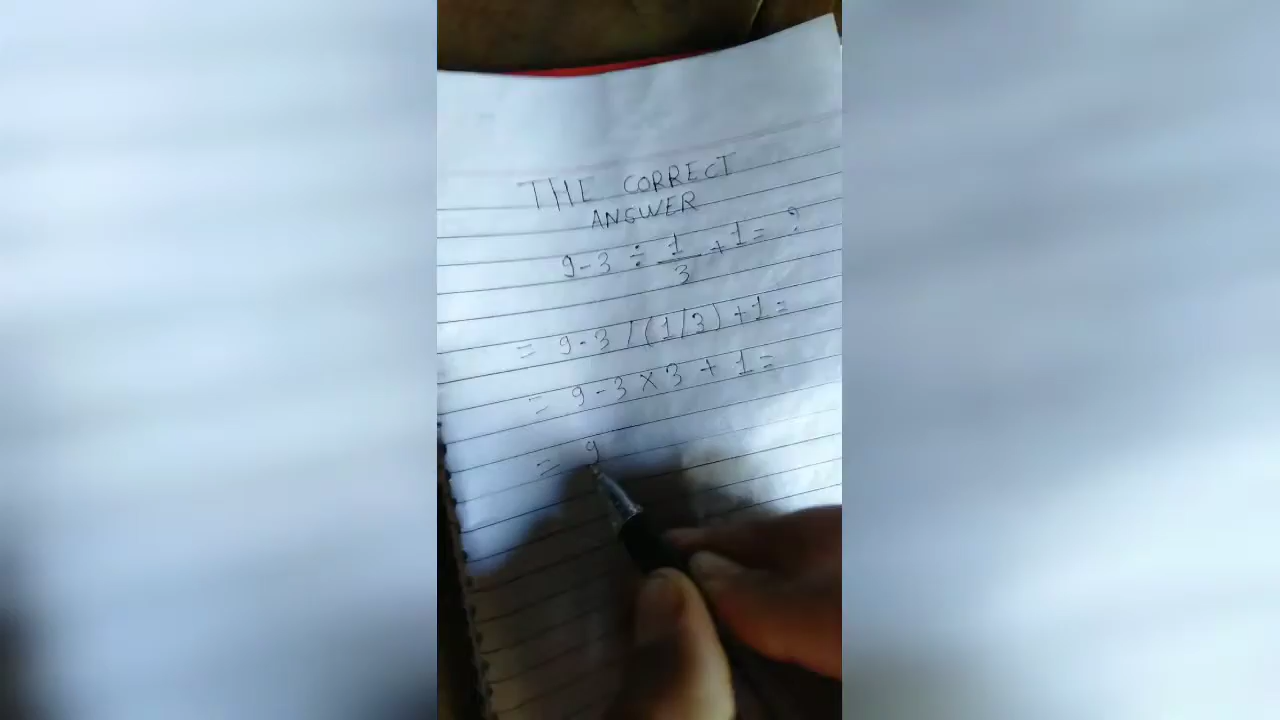 THE CORRECT
ANSWER
9-3 ÷ 1/3 + 1 = ?
= 9-3 / (1/3) + 1 =
= 9 - 3 × 3 + 1 =
= 9